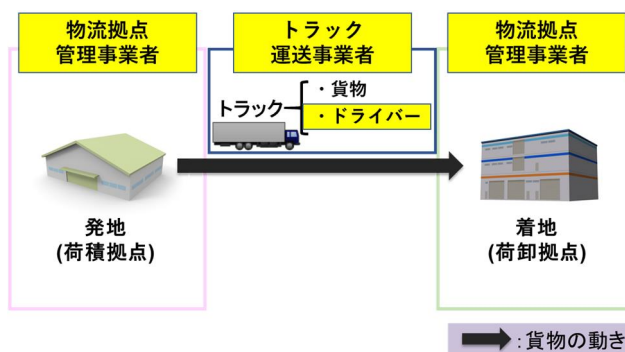 物流拠点
管理事業者
トラック
運送事業者
物流拠点
管理事業者
トラック
・貨物
・ドライバー
発地
(荷積拠点)
着地
(荷卸拠点)
:貨物の動き